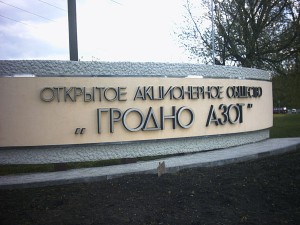 ОТКРЫТОЕ АКЦИОНЕРНОЕ ОБЩЕСТВО
"ГРОДНО АЗОТ"